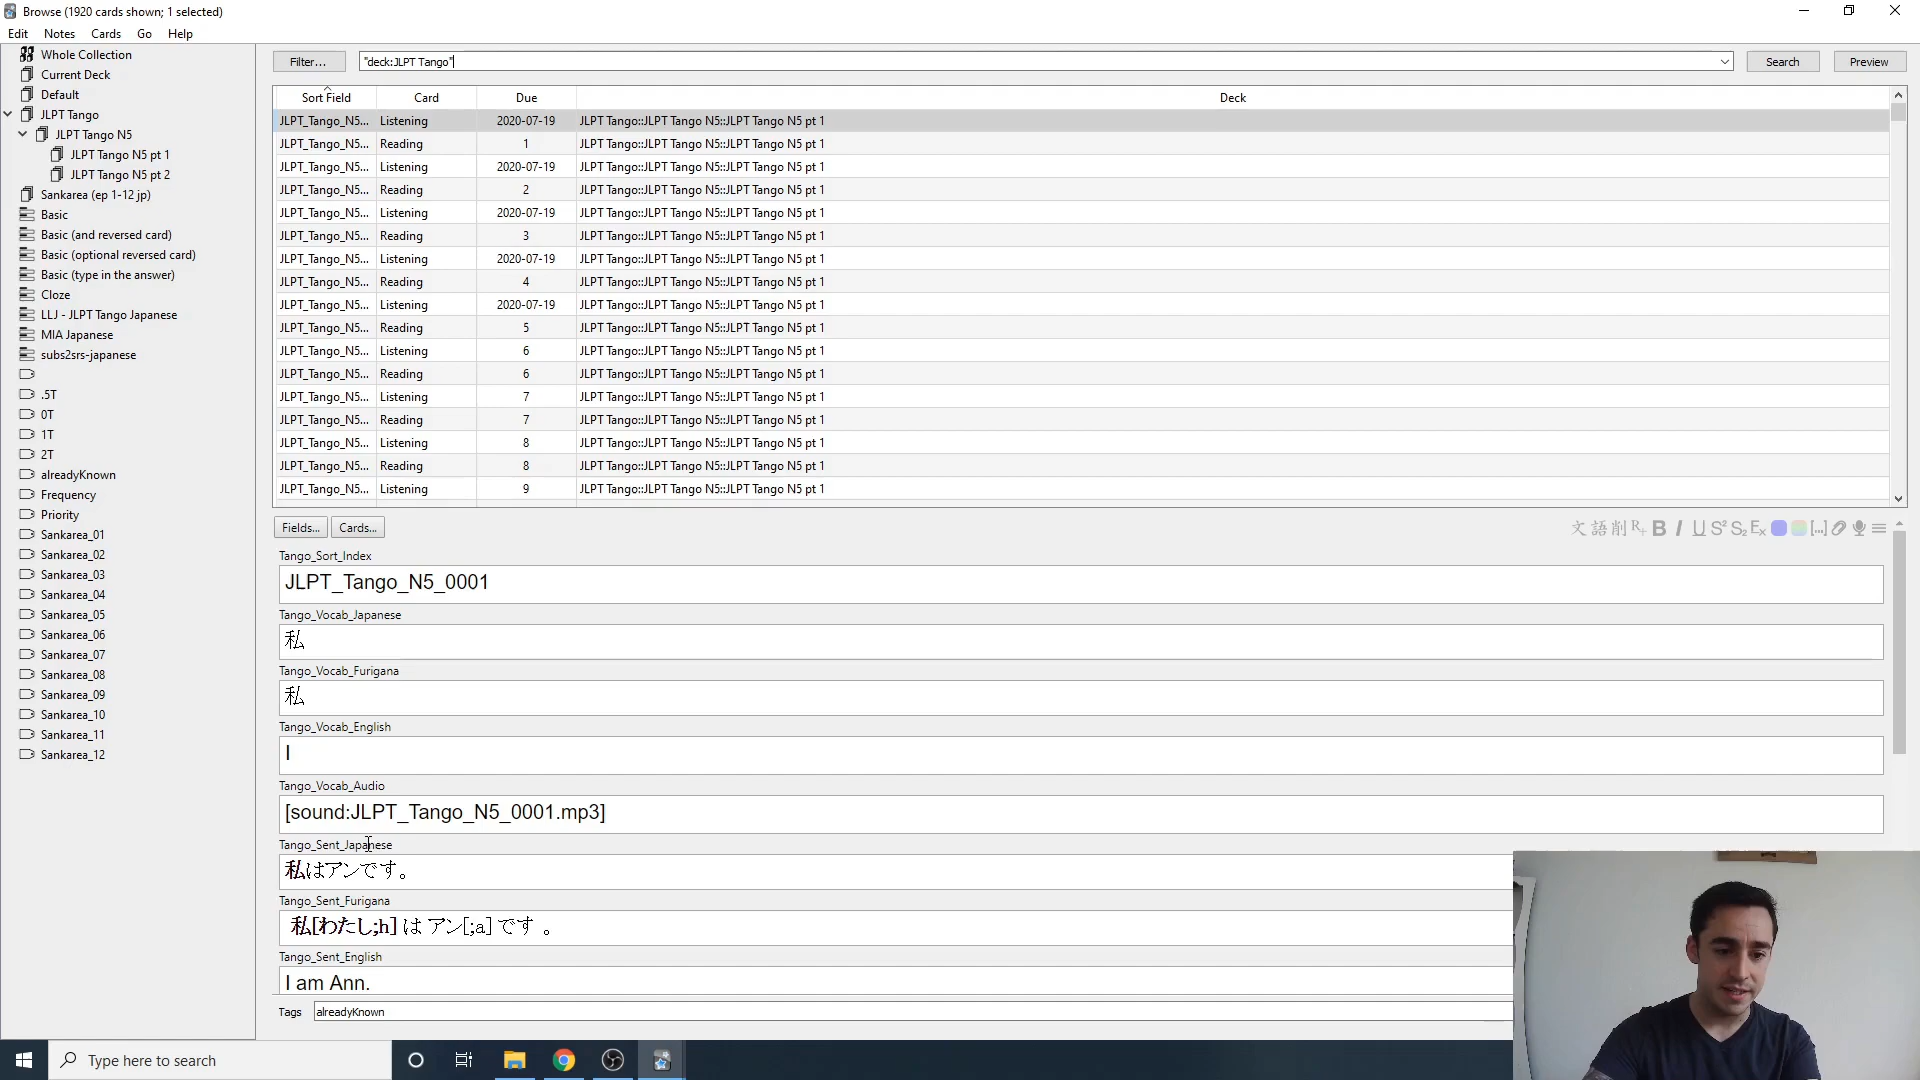 Browse (1920 cards shown; 1 selected)
Edit Notes Cards Go Help
Whole Collection
Current Deck
Default
JLPT Tango
JLPT Tango N5
JLPT Tango N5 pt 1
JLPT Tango N5 pt 2
Sankarea (ep 1-12 jp)
Basic
Basic (and reversed card)
Basic (optional reversed card)
Basic (type in the answer)
Cloze
LLJ - JLPT Tango Japanese
MIA Japanese
subs2srs-japanese
.5T
0T
1T
2T
alreadyKnown
Frequency
Priority
Sankarea_01
Sankarea_02
Sankarea_03
Sankarea_04
Sankarea_05
Sankarea_06
Sankarea_07
Sankarea_08
Sankarea_09
Sankarea_10
Sankarea_11
Sankarea_12
Filter... "deck:JLPT Tango" Search Preview
Sort Field Card Due Deck
JLPT_Tango_N5... Listening 2020-07-19 JLPT Tango::JLPT Tango N5::JLPT Tango N5 pt 1
JLPT_Tango_N5... Reading 1 JLPT Tango::JLPT Tango N5::JLPT Tango N5 pt 1
JLPT_Tango_N5... Listening 2020-07-19 JLPT Tango::JLPT Tango N5::JLPT Tango N5 pt 1
JLPT_Tango_N5... Reading 2 JLPT Tango::JLPT Tango N5::JLPT Tango N5 pt 1
JLPT_Tango_N5... Listening 2020-07-19 JLPT Tango::JLPT Tango N5::JLPT Tango N5 pt 1
JLPT_Tango_N5... Reading 3 JLPT Tango::JLPT Tango N5::JLPT Tango N5 pt 1
JLPT_Tango_N5... Listening 2020-07-19 JLPT Tango::JLPT Tango N5::JLPT Tango N5 pt 1
JLPT_Tango_N5... Reading 4 JLPT Tango::JLPT Tango N5::JLPT Tango N5 pt 1
JLPT_Tango_N5... Listening 2020-07-19 JLPT Tango::JLPT Tango N5::JLPT Tango N5 pt 1
JLPT_Tango_N5... Reading 5 JLPT Tango::JLPT Tango N5::JLPT Tango N5 pt 1
JLPT_Tango_N5... Listening 6 JLPT Tango::JLPT Tango N5::JLPT Tango N5 pt 1
JLPT_Tango_N5... Reading 6 JLPT Tango::JLPT Tango N5::JLPT Tango N5 pt 1
JLPT_Tango_N5... Listening 7 JLPT Tango::JLPT Tango N5::JLPT Tango N5 pt 1
JLPT_Tango_N5... Reading 7 JLPT Tango::JLPT Tango N5::JLPT Tango N5 pt 1
JLPT_Tango_N5... Listening 8 JLPT Tango::JLPT Tango N5::JLPT Tango N5 pt 1
JLPT_Tango_N5... Reading 8 JLPT Tango::JLPT Tango N5::JLPT Tango N5 pt 1
JLPT_Tango_N5... Listening 9 JLPT Tango::JLPT Tango N5::JLPT Tango N5 pt 1
Fields... Cards... 文 語 削 R+ B I U S² S₂ Ex [...]
Tango_Sort_Index
JLPT_Tango_N5_0001
Tango_Vocab_Japanese
私
Tango_Vocab_Furigana
私
Tango_Vocab_English
I
Tango_Vocab_Audio
[sound:JLPT_Tango_N5_0001.mp3]
Tango_Sent_Japanese
私はアンです。
Tango_Sent_Furigana
私[わたし;h] は アン[;a] です 。
Tango_Sent_English
I am Ann.
Tags alreadyKnown
Type here to search